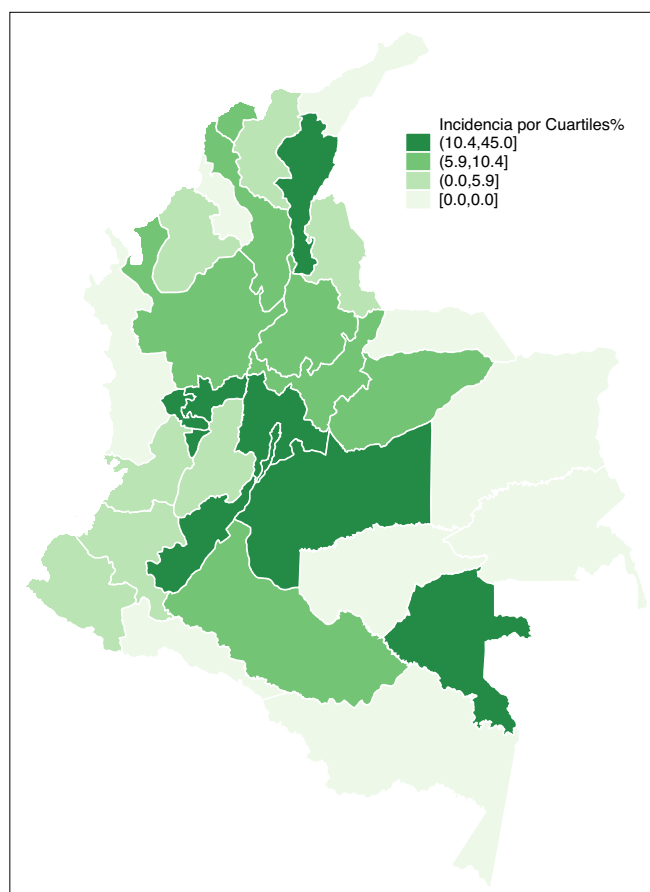 Incidencia por Cuartiles%
(10.4,45.0]
(5.9,10.4]
(0.0,5.9]
[0.0,0.0]